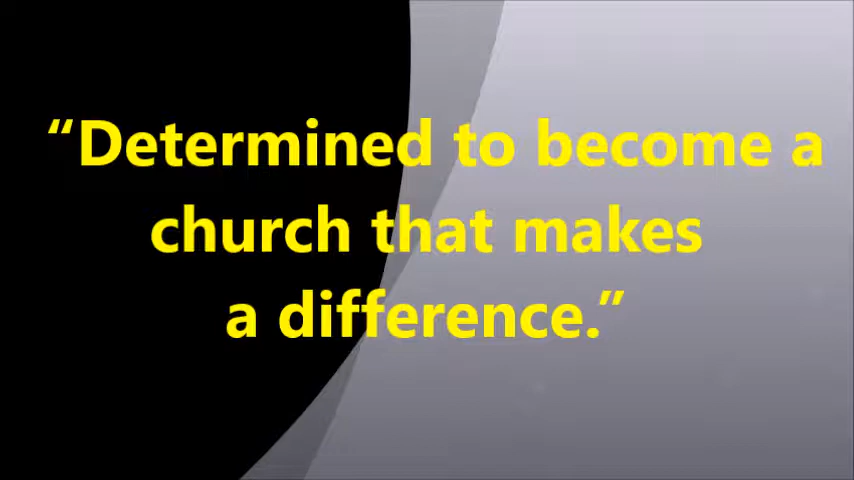 “Determined to become a
church that makes
a difference.”